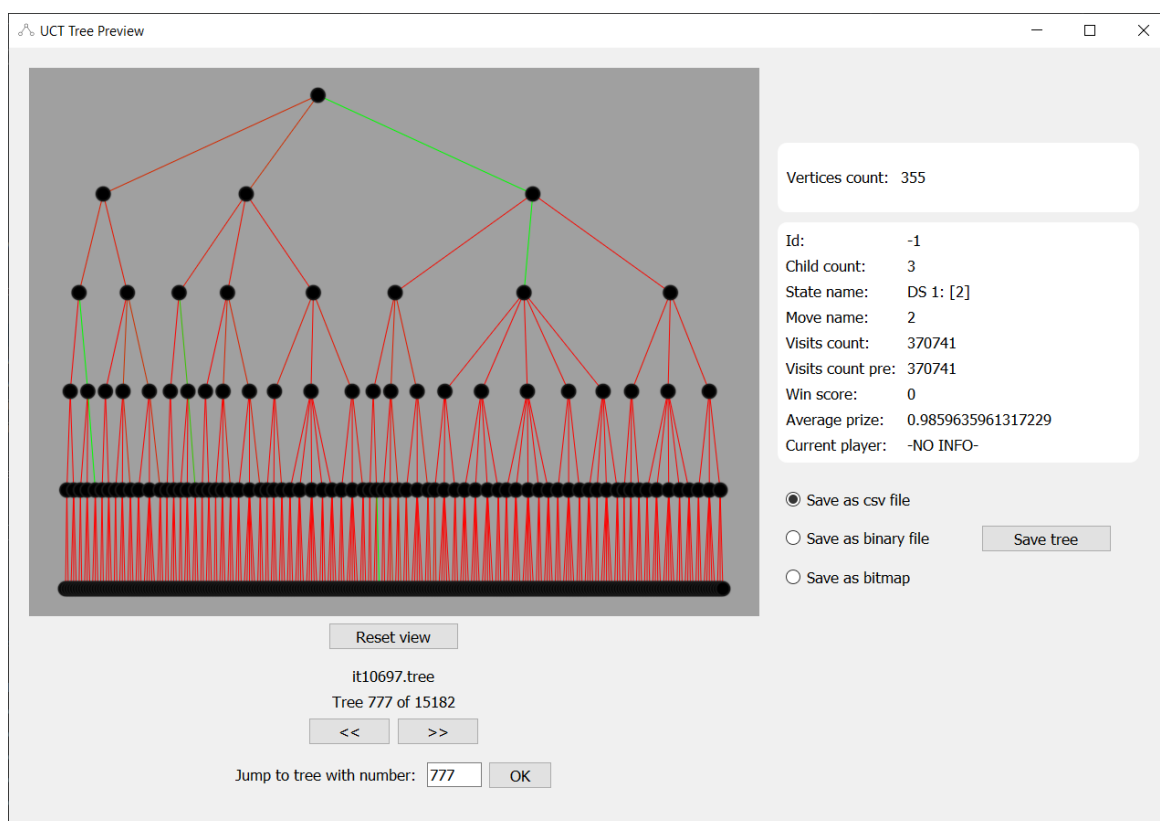 UCT Tree Preview
Vertices count: 355
Id: -1
Child count: 3
State name: DS 1: [2]
Move name: 2
Visits count: 370741
Visits count pre: 370741
Win score: 0
Average prize: 0.9859635961317229
Current player: -NO INFO-
Save as csv file
Save as binary file
Save tree
Save as bitmap
Reset view
it10697.tree
Tree 777 of 15182
<< >>
Jump to tree with number: 777 OK